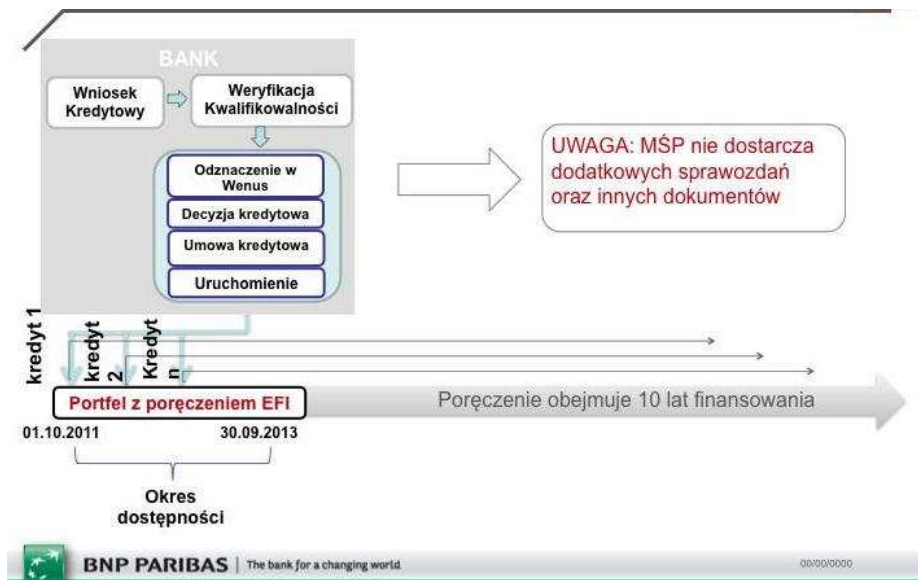 BANK
Wniosek
Kredytowy
Weryfikacja
Kwalifikowalności
Odznaczenie w
Wenus
Decyzja kredytowa
Umowa kredytowa
Uruchomienie
UWAGA: MŚP nie dostarcza
dodatkowych sprawozdań
oraz innych dokumentów
kredyt 1
kredyt
2
Kredyt
n
Portfel z poręczeniem EFI
Poręczenie obejmuje 10 lat finansowania
01.10.2011
30.09.2013
Okres
dostępności
BNP PARIBAS | The bank for a changing world
00/00/0000